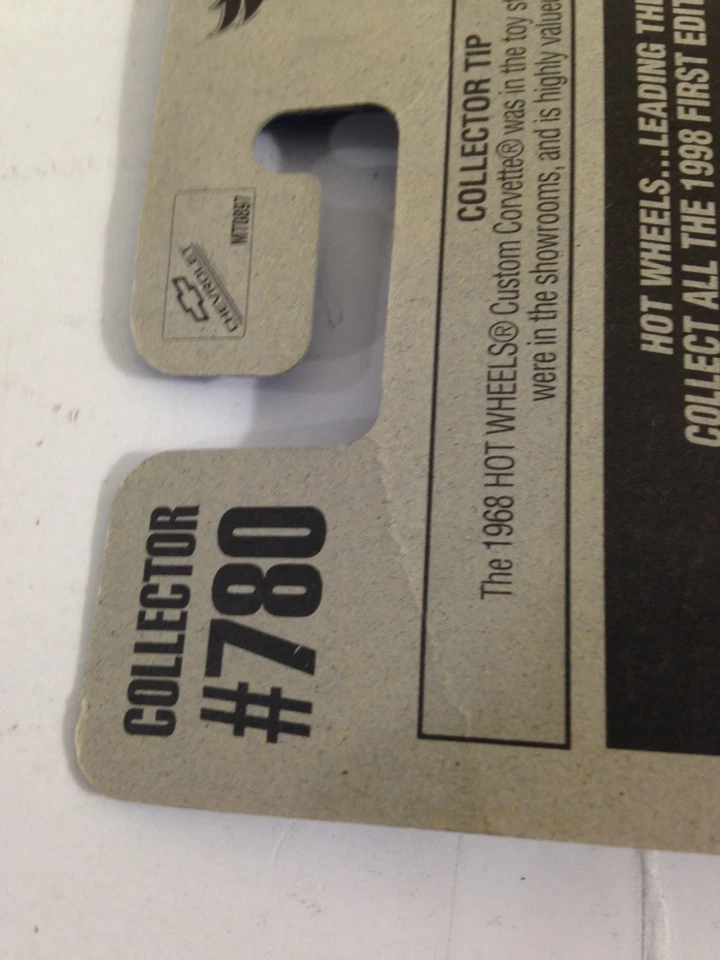 COLLECTOR
#780
CHEVROLET
MT0897
COLLECTOR TIP
The 1968 HOT WHEELS® Custom Corvette® was in the toy
were in the showrooms, and is highly
HOT WHEELS...LEADING
COLLECT ALL THE 1998 FIRST